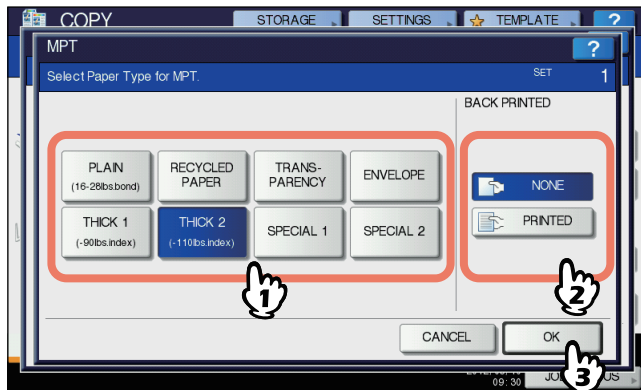 COPY
STORAGE
SETTINGS
TEMPLATE
?
MPT
?
Select Paper Type for MPT.
SET 1
BACK PRINTED
PLAIN
(16-28lbs.bond)
RECYCLED
PAPER
TRANS-
PARENCY
ENVELOPE
THICK 1
(-90lbs.index)
THICK 2
(-110lbs.index)
SPECIAL 1
SPECIAL 2
NONE
PRINTED
1
2
CANCEL
OK
3
09:30